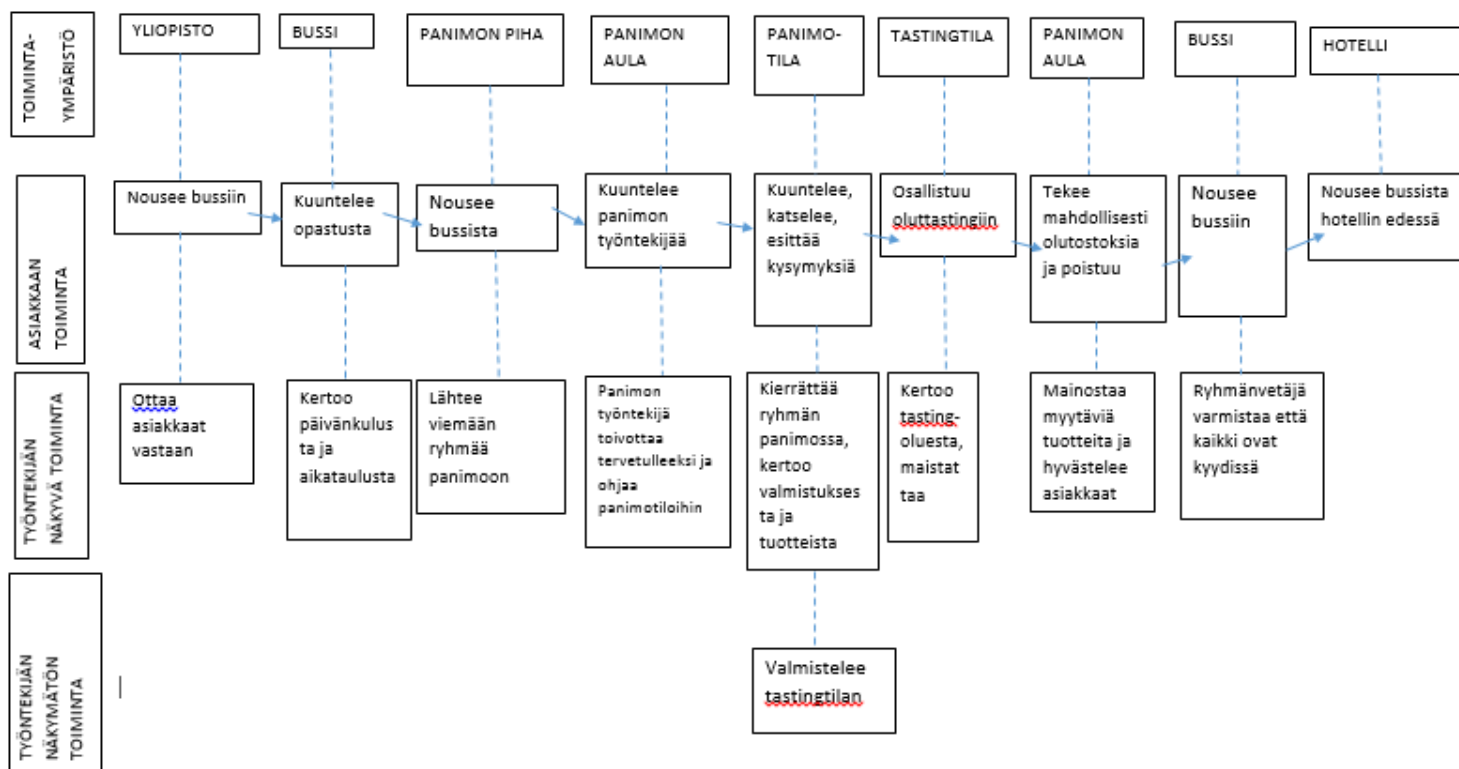 TOIMINTA-
YMPÄRISTÖ
YLIOPISTO
BUSSI
PANIMON PIHA
PANIMON
AULA
PANIMO-
TILA
TASTINGTILA
PANIMON
AULA
BUSSI
HOTELLI
ASIAKKAAN
TOIMINTA
Nousee bussiin
Kuuntelee
opastusta
Nousee
bussista
Kuuntelee
panimon
työntekijää
Kuuntelee,
katselee,
esittää
kysymyksiä
Osallistuu
oluttastingiin
Tekee
mahdollisesti
olutostoksia
ja poistuu
Nousee
bussiin
Nousee bussista
hotellin edessä
TYÖNTEKIJÄN
NÄKYVÄ TOIMINTA
Ottaa
asiakkaat
vastaan
Kertoo
päivänkulus
ta ja
aikataulusta
Lähtee
viemään
ryhmää
panimoon
Panimon
työntekijä
toivottaa
tervetulleeksi ja
ohjaa
panimotiloihin
Kierrättää
ryhmän
panimossa,
kertoo
valmistukses
ta ja
tuotteista
Kertoo
tasting-
oluesta,
maistat
taa
Mainostaa
myytäviä
tuotteita ja
hyvästelee
asiakkaat
Ryhmänvetäjä
varmistaa että
kaikki ovat
kyydissä
TYÖNTEKIJÄN
NÄKYMÄTÖN
TOIMINTA
Valmistelee
tastingtilan